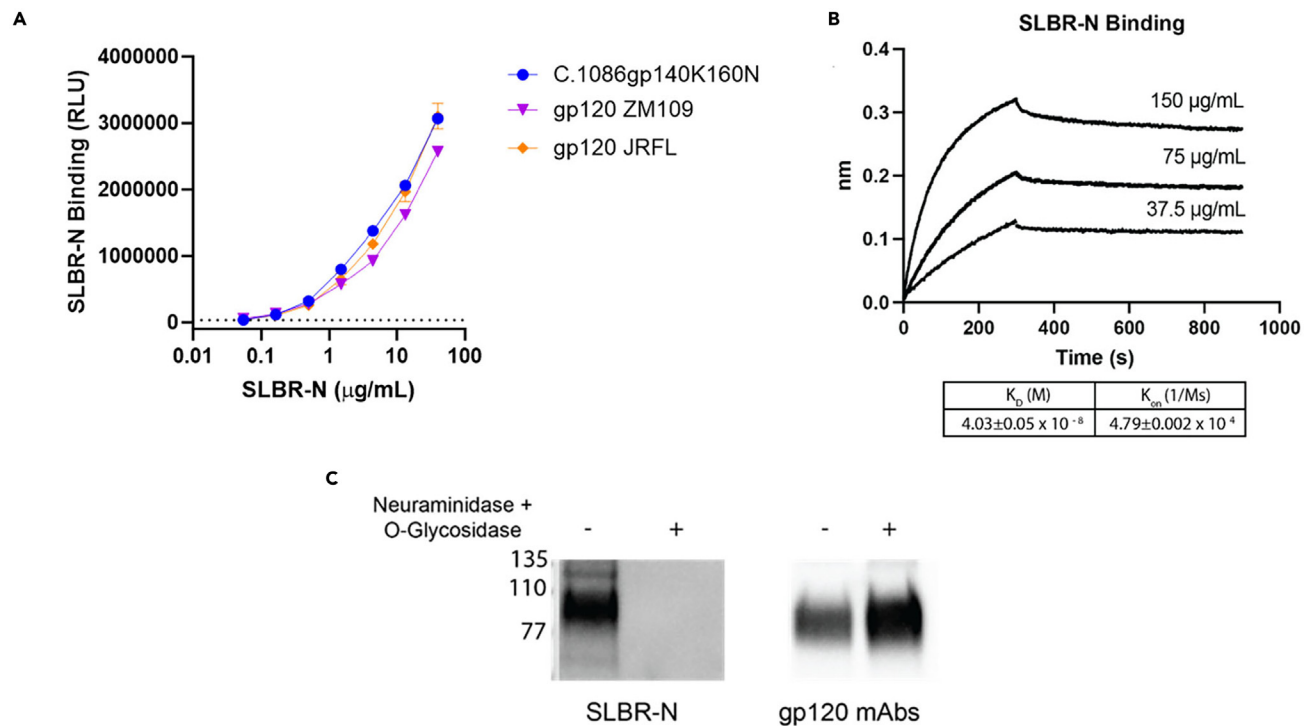 A
SLBR-N Binding (RLU)
4000000
3000000
2000000
1000000
0
0.01 0.1 1 10 100
SLBR-N (μg/mL)
C.1086gp140K160N
gp120 ZM109
gp120 JRFL
B
SLBR-N Binding
nm
0.4
0.3
0.2
0.1
0.0
150 μg/mL
75 μg/mL
37.5 μg/mL
0 200 400 600 800 1000
Time (s)
K_D (M) K_on (1/Ms)
4.03±0.05 x 10⁻⁸ 4.79±0.002 x 10⁴
C
Neuraminidase +
O-Glycosidase - + - +
135
110
77
SLBR-N gp120 mAbs